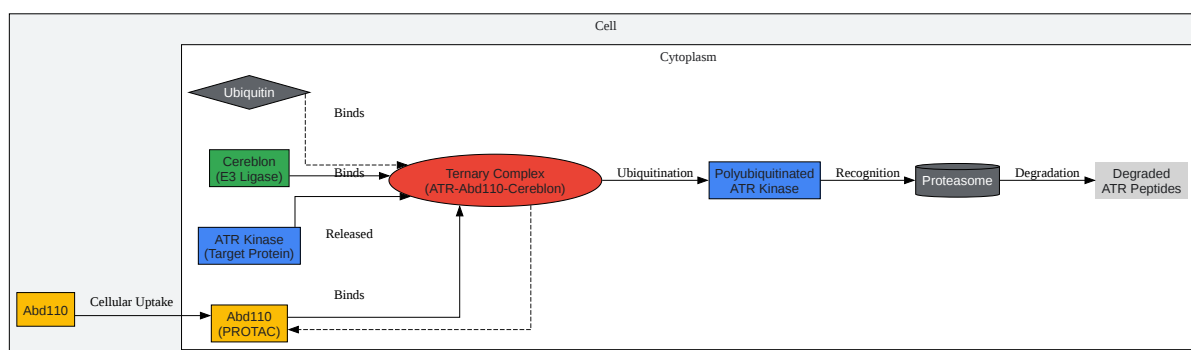 Cell
Cytoplasm
Ubiquitin
Binds
Cereblon
(E3 Ligase)
Binds
Ternary Complex
(ATR-Abd110-Cereblon)
Ubiquitination
Polyubiquitinated
ATR Kinase
Recognition
Proteasome
Degradation
Degraded
ATR Peptides
ATR Kinase
(Target Protein)
Released
Abd110
Cellular Uptake
Abd110
(PROTAC)
Binds